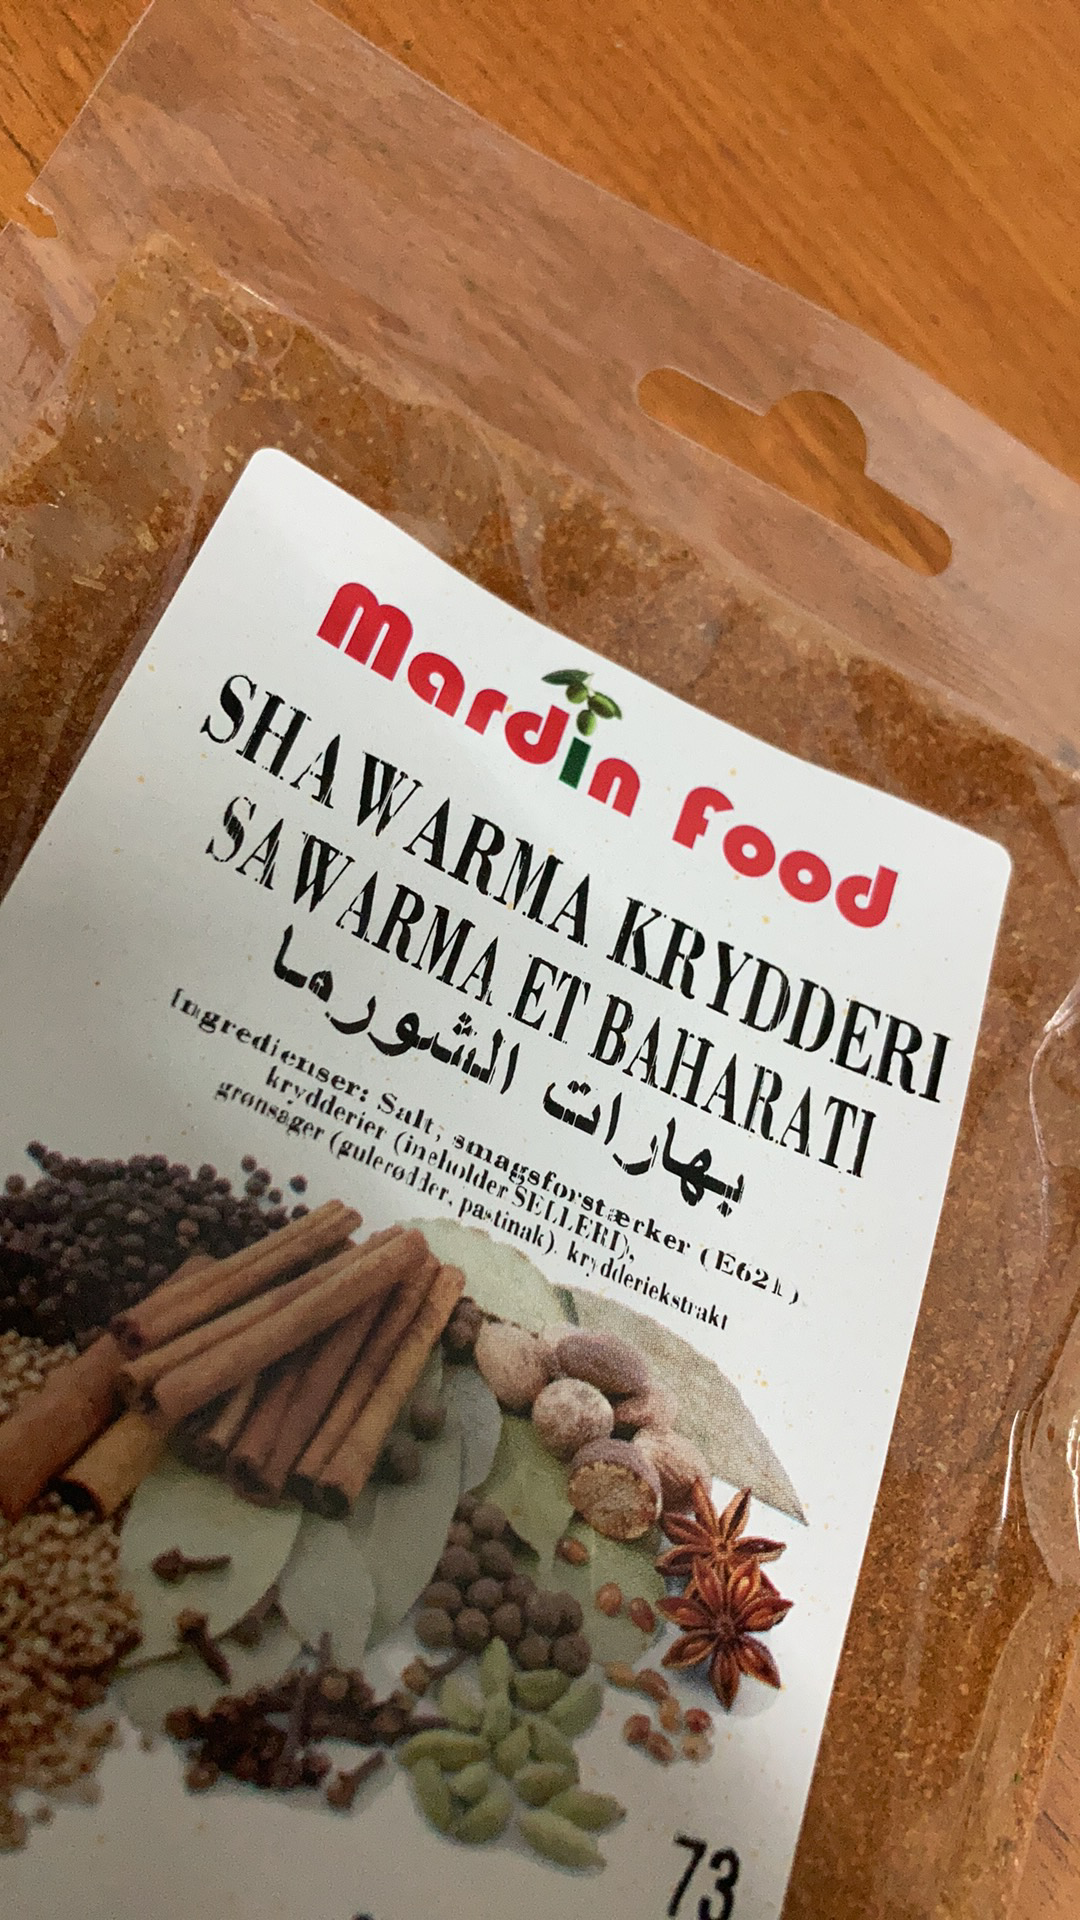 Mardin Food
SHAWARMA KRYDDERI
SAWARMA ET BAHARATI
بهارات الشورما
Ingredienser: Salt, smagsforstærker (E621)
krydderier (ineholder SELLERI),
grønsager (gulerødder, pastinak), krydderiekstrakt
73